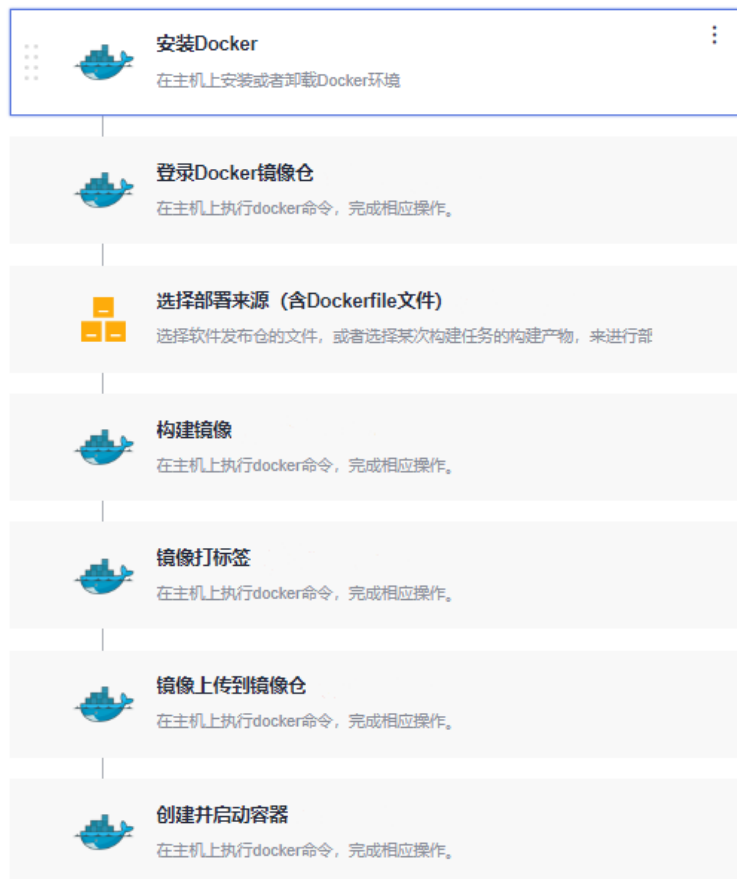 安装Docker
在主机上安装或者卸载Docker环境
登录Docker镜像仓
在主机上执行docker命令，完成相应操作。
选择部署来源（含Dockerfile文件）
选择软件发布仓的文件，或者选择某次构建任务的构建产物，来进行部
构建镜像
在主机上执行docker命令，完成相应操作。
镜像打标签
在主机上执行docker命令，完成相应操作。
镜像上传到镜像仓
在主机上执行docker命令，完成相应操作。
创建并启动容器
在主机上执行docker命令，完成相应操作。